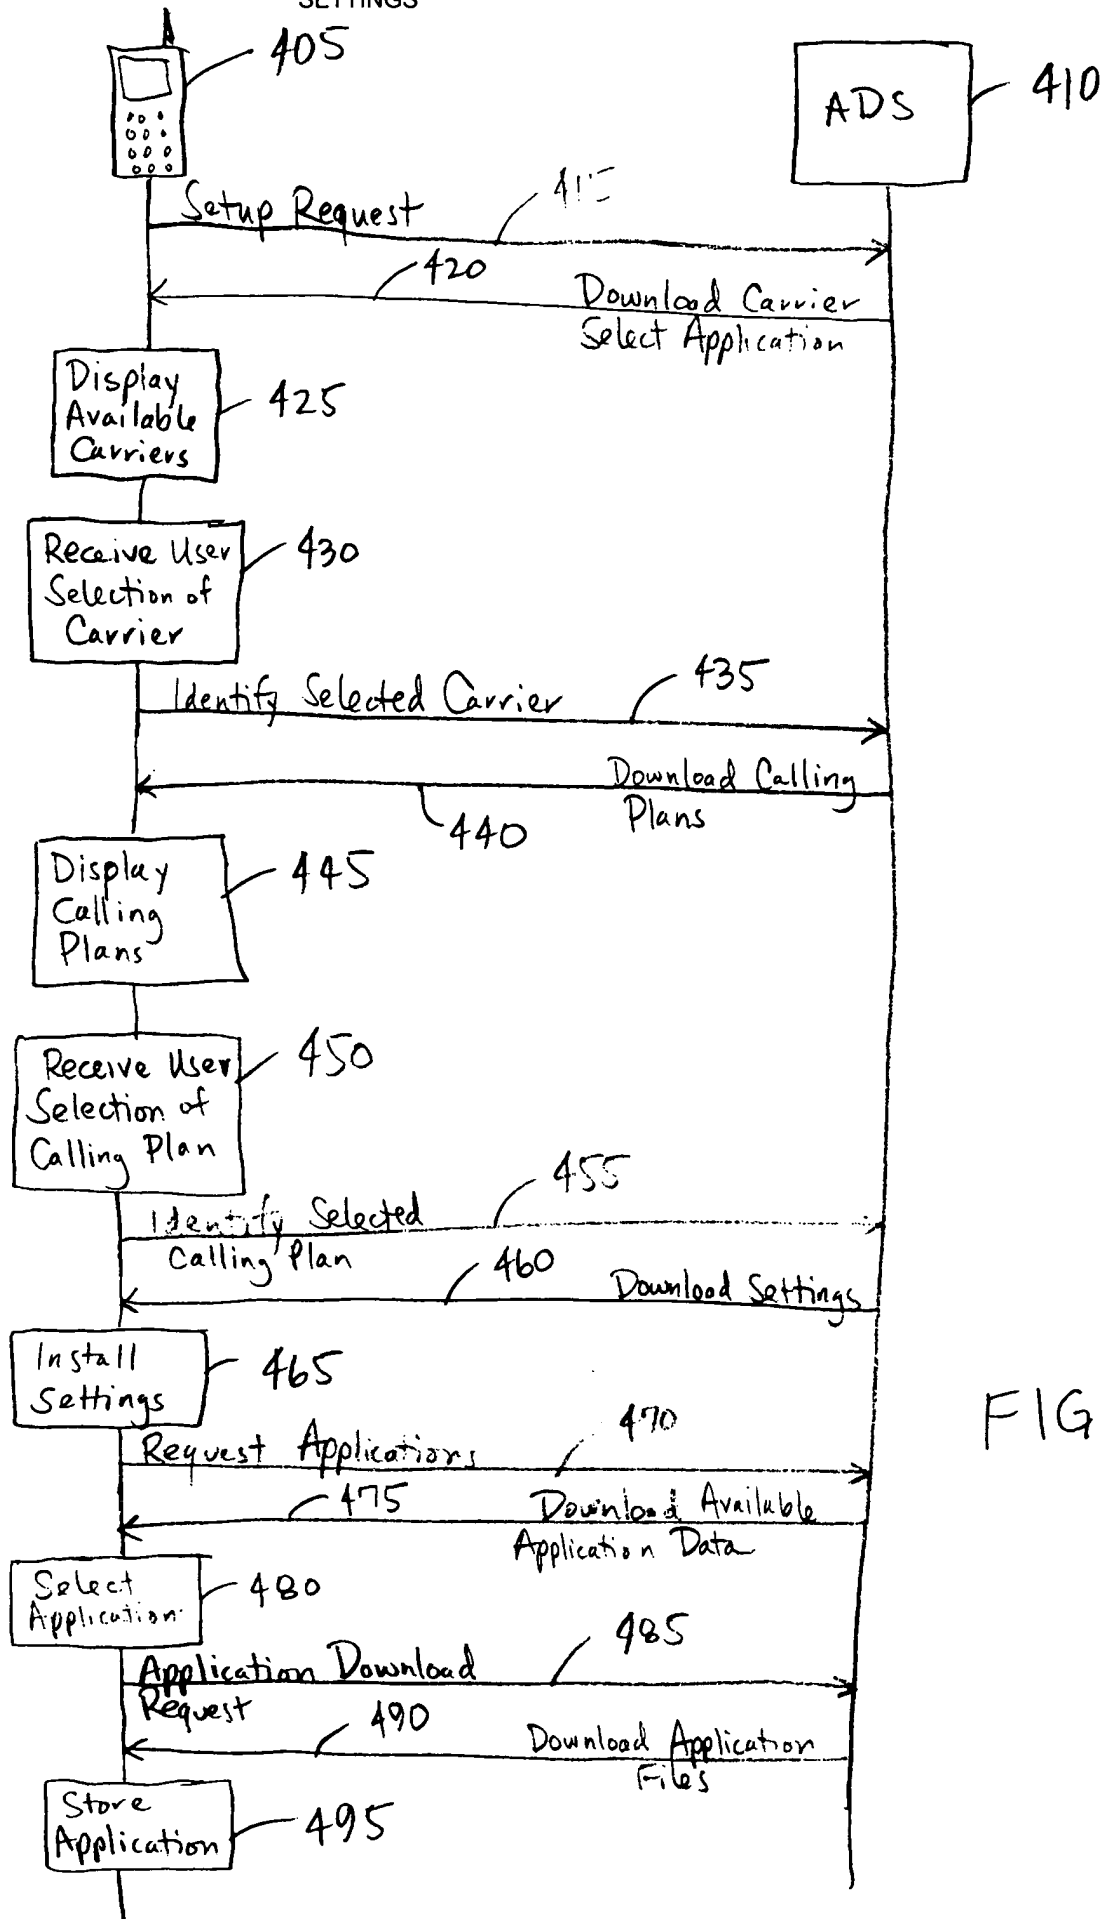 SETTINGS
405
ADS
410
Setup Request
420
Download Carrier
Select Application
Display
Available
Carriers
425
Receive User
Selection of
Carrier
430
Identify Selected Carrier
435
Download Calling
Plans
440
Display
Calling
Plans
445
Receive User
Selection of
Calling Plan
450
Identify Selected
Calling Plan
455
460
Download Settings
Install
Settings
465
FIG
Request Applications
470
475
Download Available
Application Data
Select
Application
480
Application Download
Request
485
490
Download Application
Files
Store
Application
495